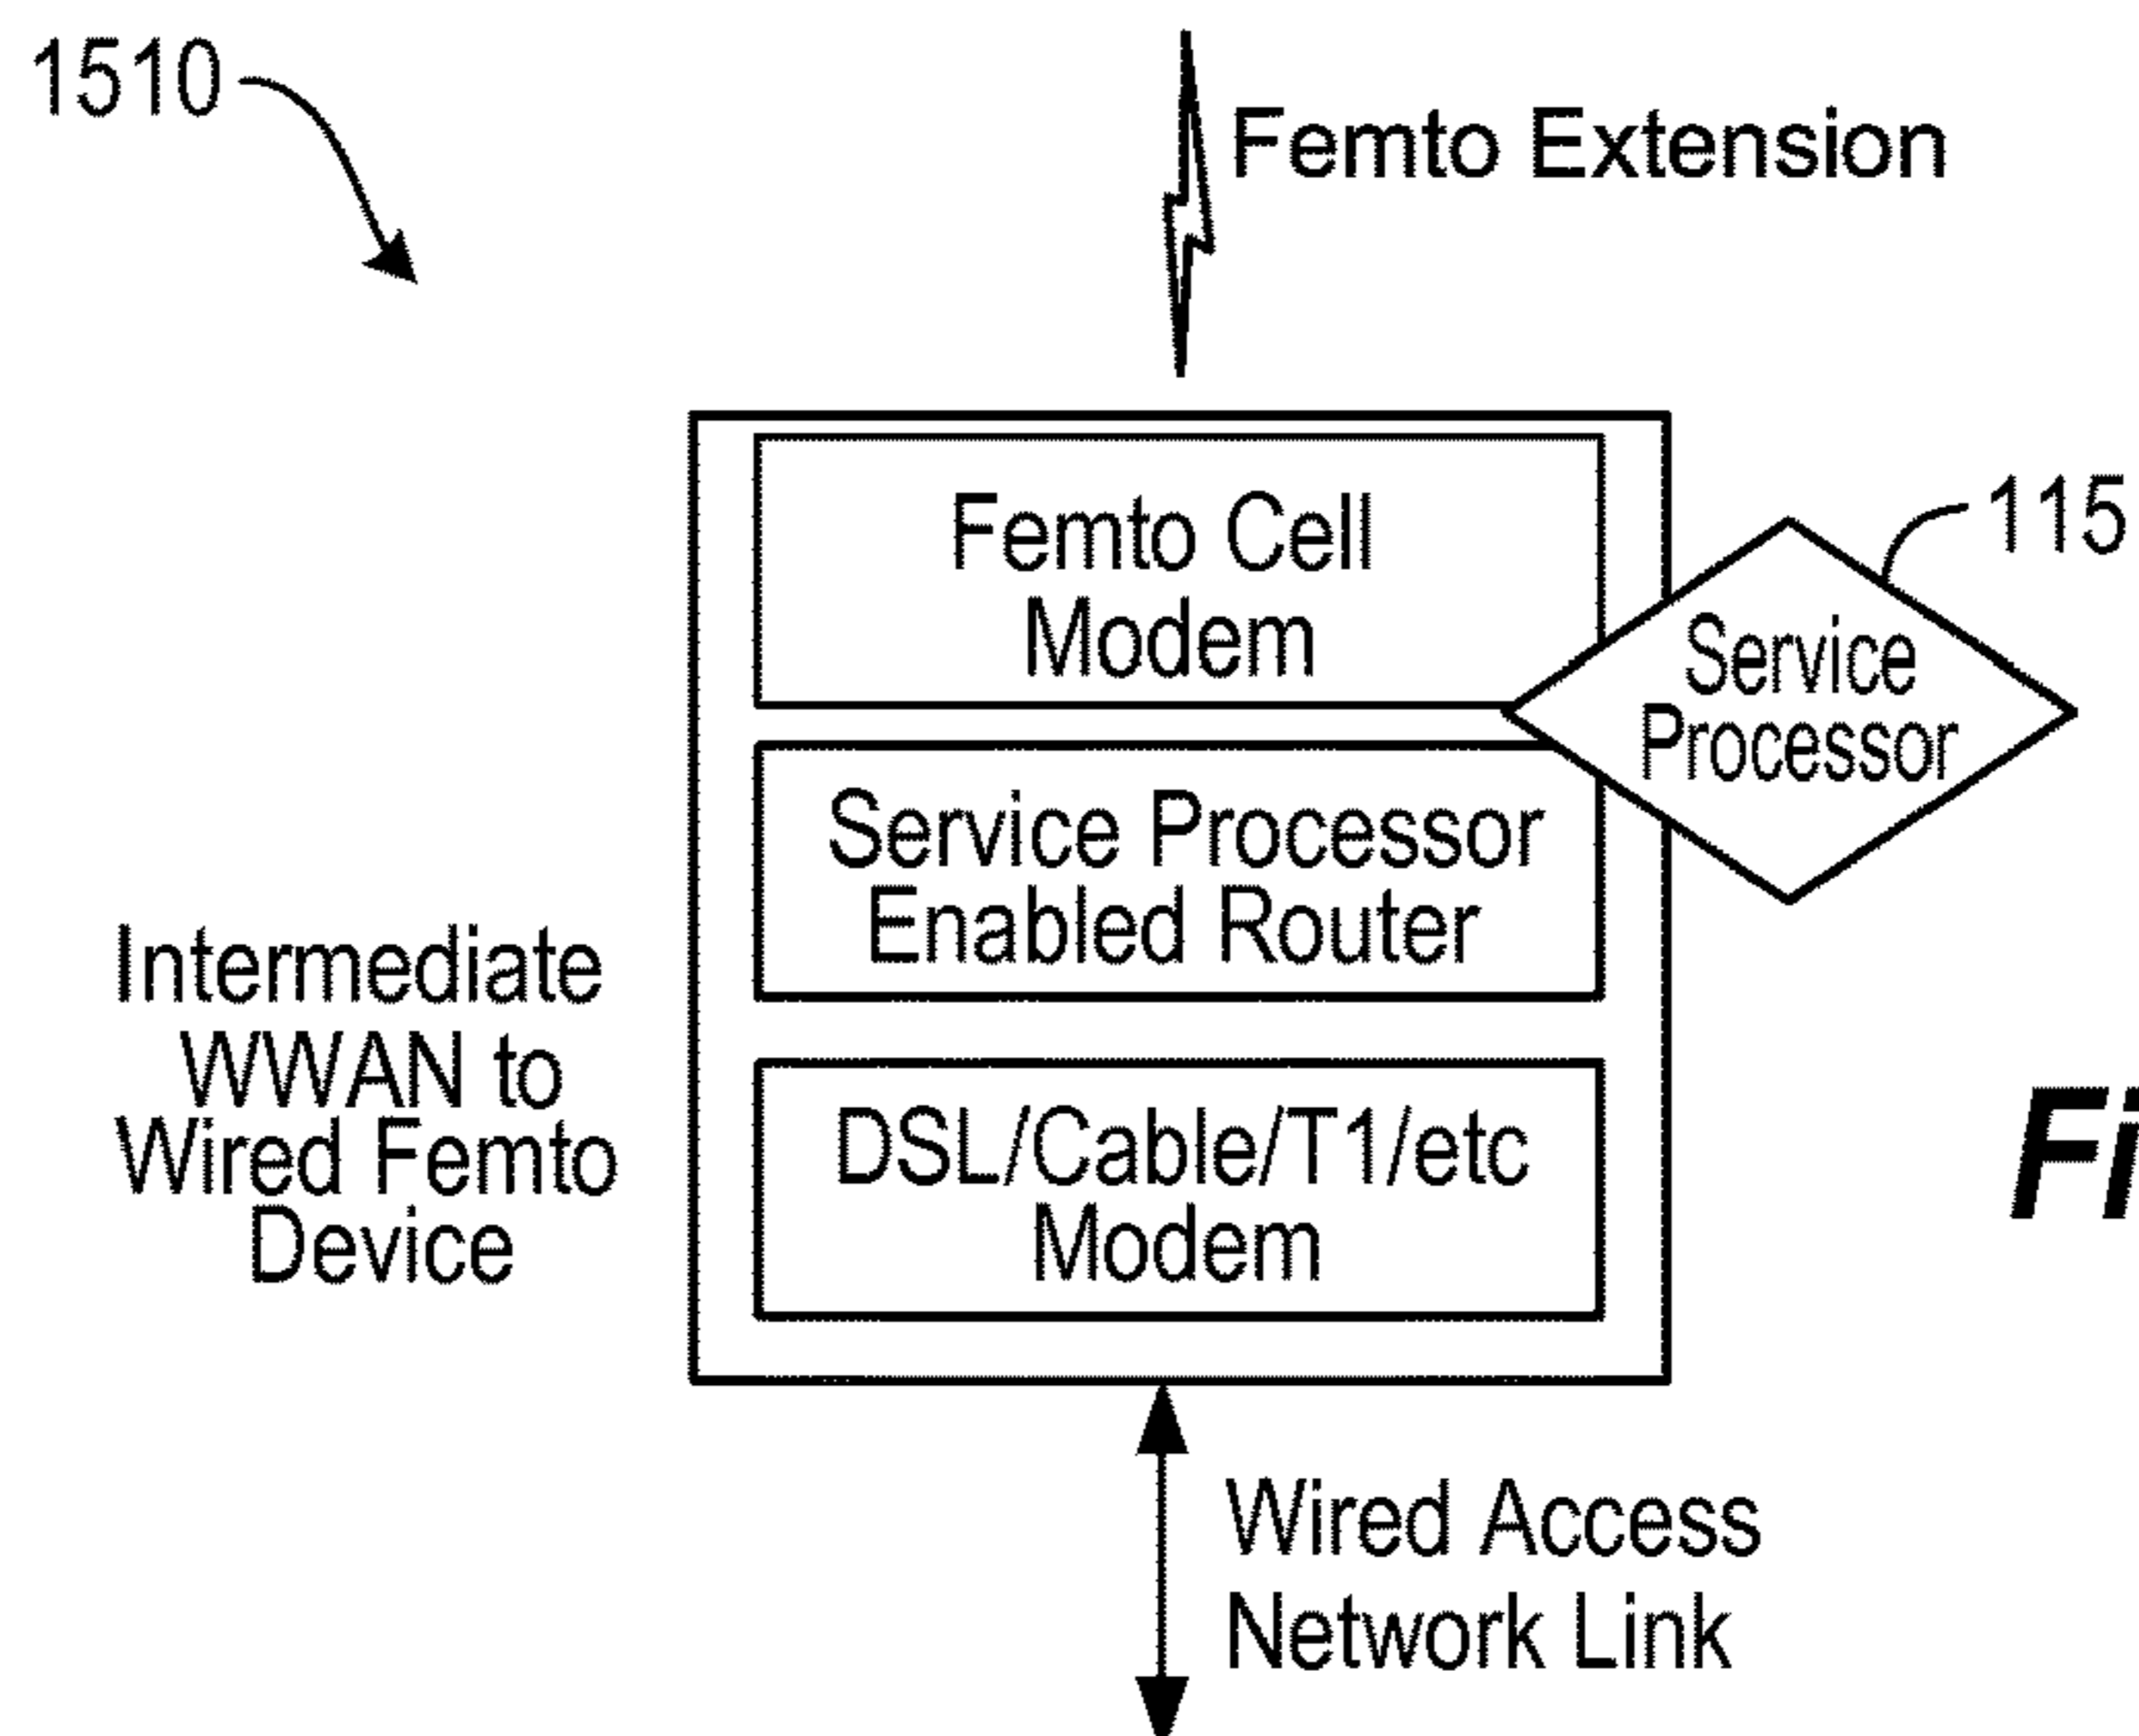 1510
Femto Extension
Femto Cell
Modem
115
Service
Processor
Service Processor
Enabled Router
Intermediate
WWAN to
Wired Femto
Device
DSL/Cable/T1/etc
Modem
Fi
Wired Access
Network Link